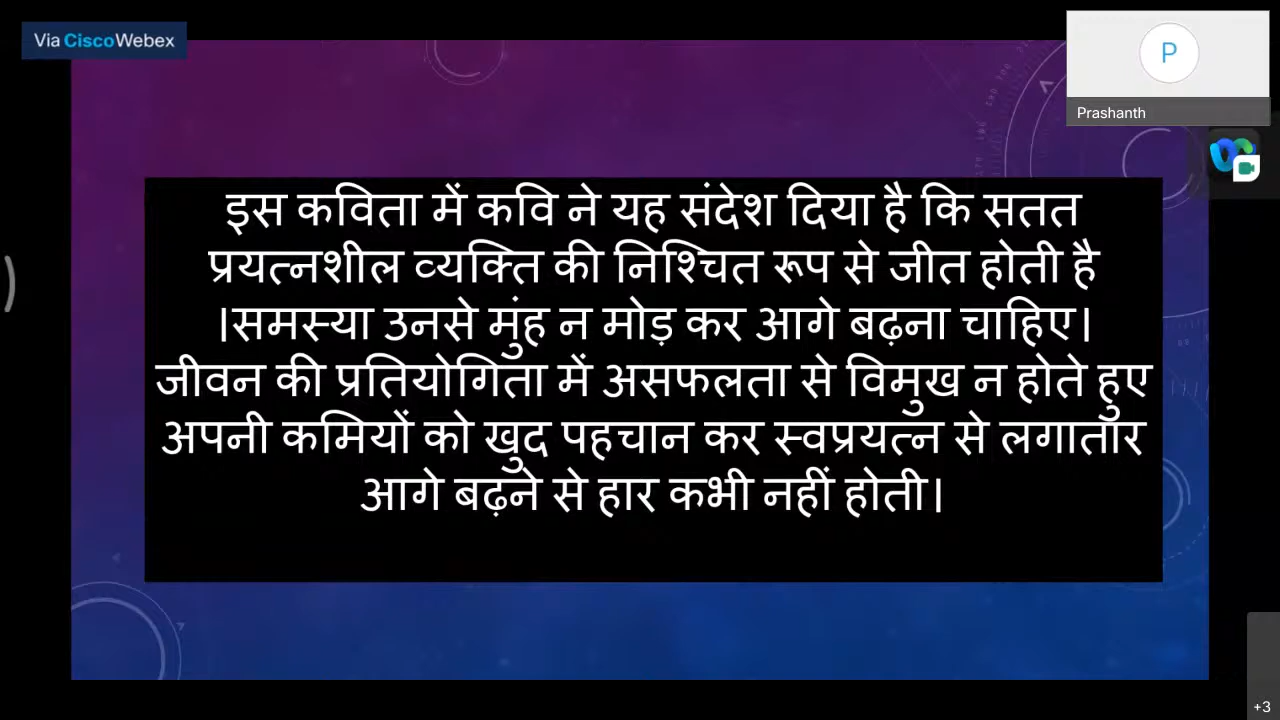 Via CiscoWebex
P
Prashanth
इस कविता में कवि ने यह संदेश दिया है कि सतत
प्रयत्नशील व्यक्ति की निश्चित रूप से जीत होती है
।समस्या उनसे मुंह न मोड़ कर आगे बढ़ना चाहिए।
जीवन की प्रतियोगिता में असफलता से विमुख न होते हुए
अपनी कमियों को खुद पहचान कर स्वप्रयत्न से लगातार
आगे बढ़ने से हार कभी नहीं होती।
+3